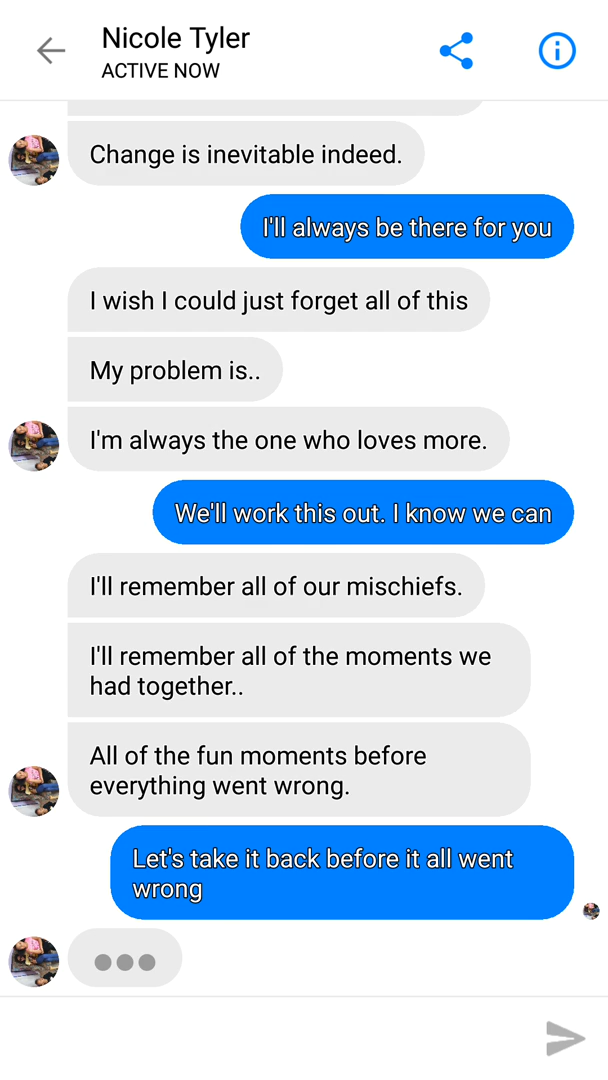 Nicole Tyler
ACTIVE NOW
Change is inevitable indeed.
I'll always be there for you
I wish I could just forget all of this
My problem is..
I'm always the one who loves more.
We'll work this out. I know we can
I'll remember all of our mischiefs.
I'll remember all of the moments we
had together..
All of the fun moments before
everything went wrong.
Let's take it back before it all went
wrong